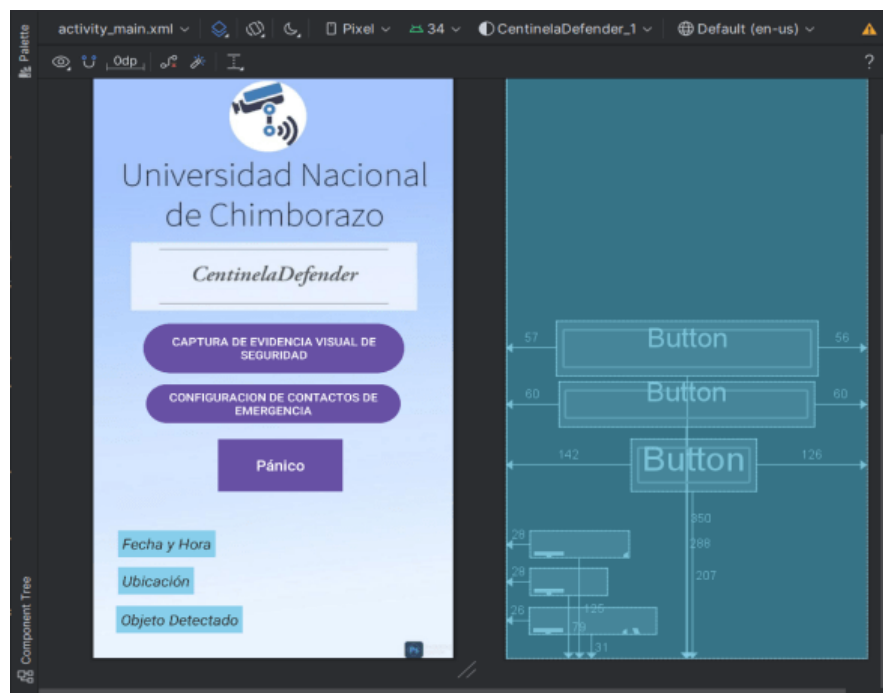 activity_main.xml Pixel 34 CentinelaDefender_1 Default (en-us)
Palette
0dp
?
Universidad Nacional
de Chimborazo
CentinelaDefender
CAPTURA DE EVIDENCIA VISUAL DE
SEGURIDAD
CONFIGURACION DE CONTACTOS DE
EMERGENCIA
Pánico
Fecha y Hora
Ubicación
Objeto Detectado
Ps
57 Button 56
60 Button 60
142 Button 126
350
28 288
28 207
26 125
79
31
Component Tree